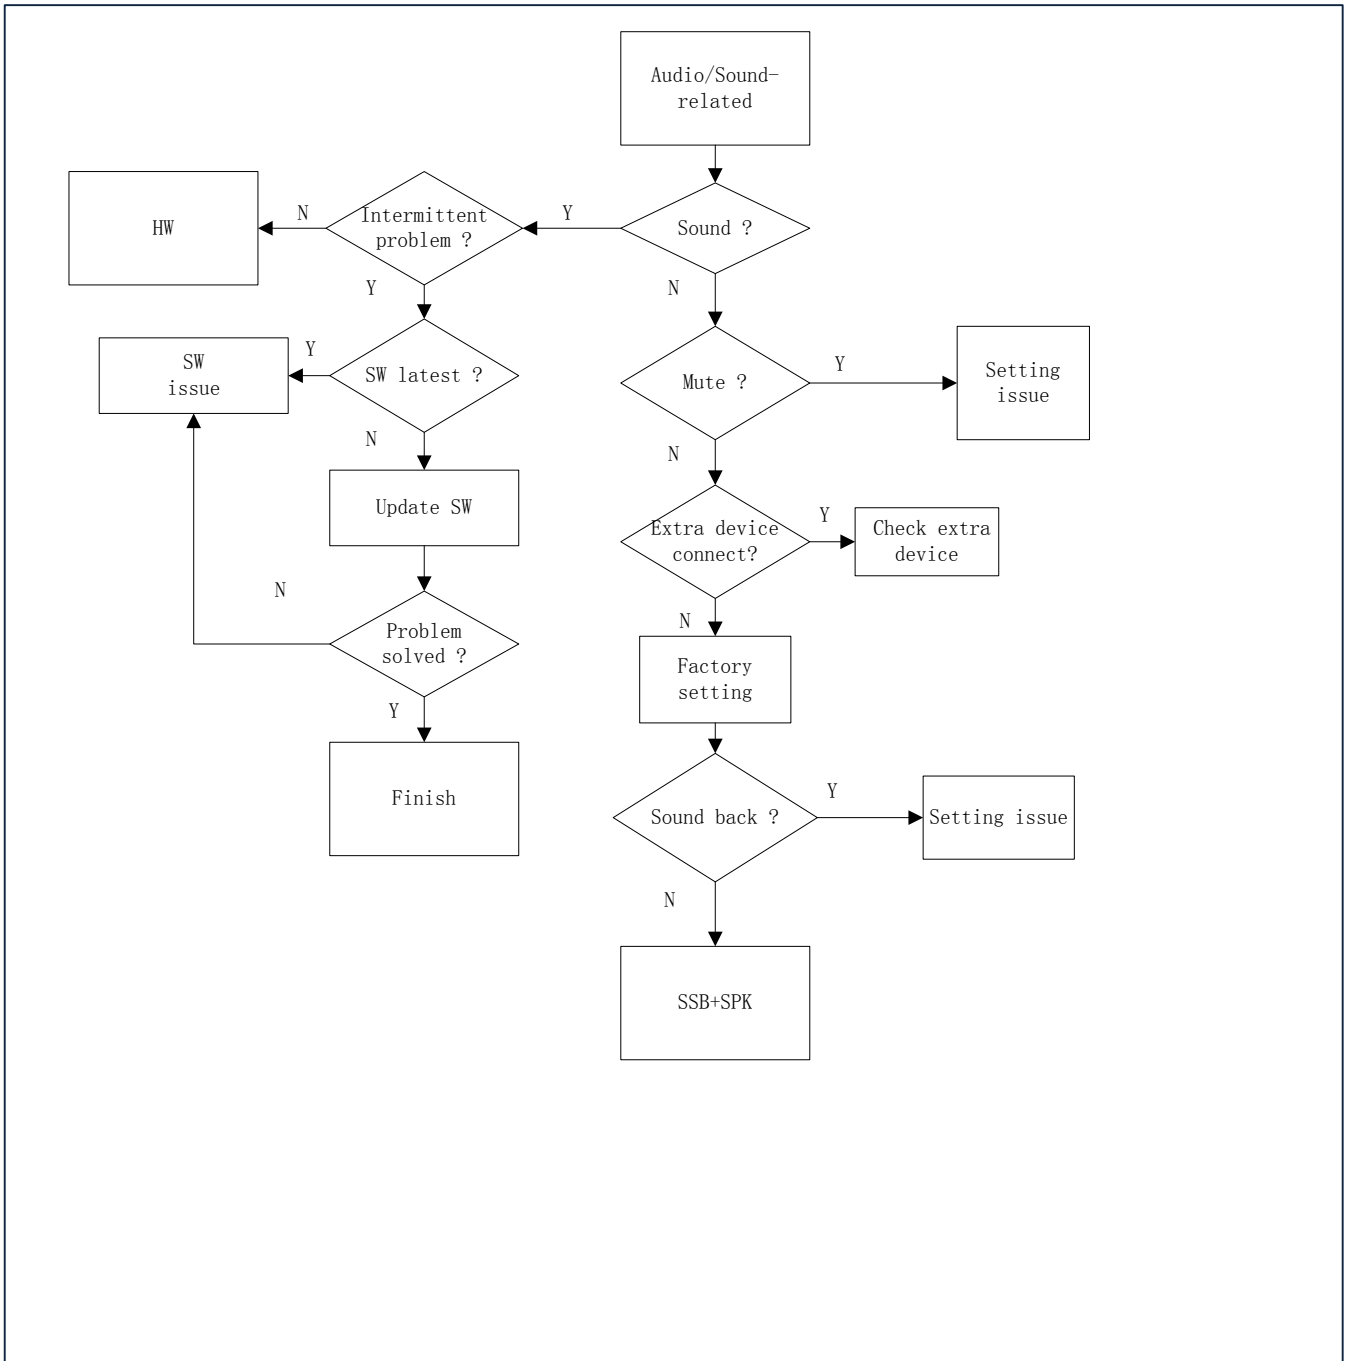 Audio/Sound-
related
Sound ?
Y
Intermittent
problem ?
N
HW
Y
SW latest ?
Y
SW
issue
N
Update SW
Problem
solved ?
N
Y
Finish
N
Mute ?
Y
Setting
issue
N
Extra device
connect?
Y
Check extra
device
N
Factory
setting
Sound back ?
Y
Setting issue
N
SSB+SPK